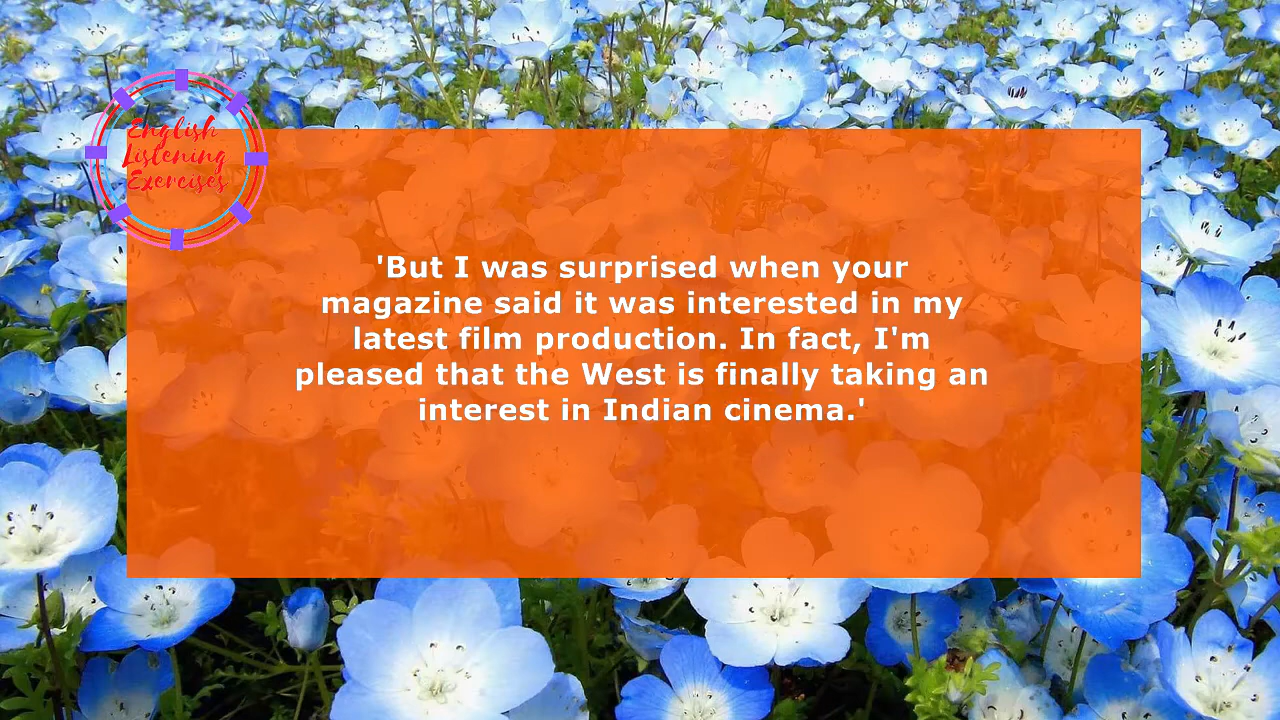 English
Listening
Exercises
'But I was surprised when your
magazine said it was interested in my
latest film production. In fact, I'm
pleased that the West is finally taking an
interest in Indian cinema.'